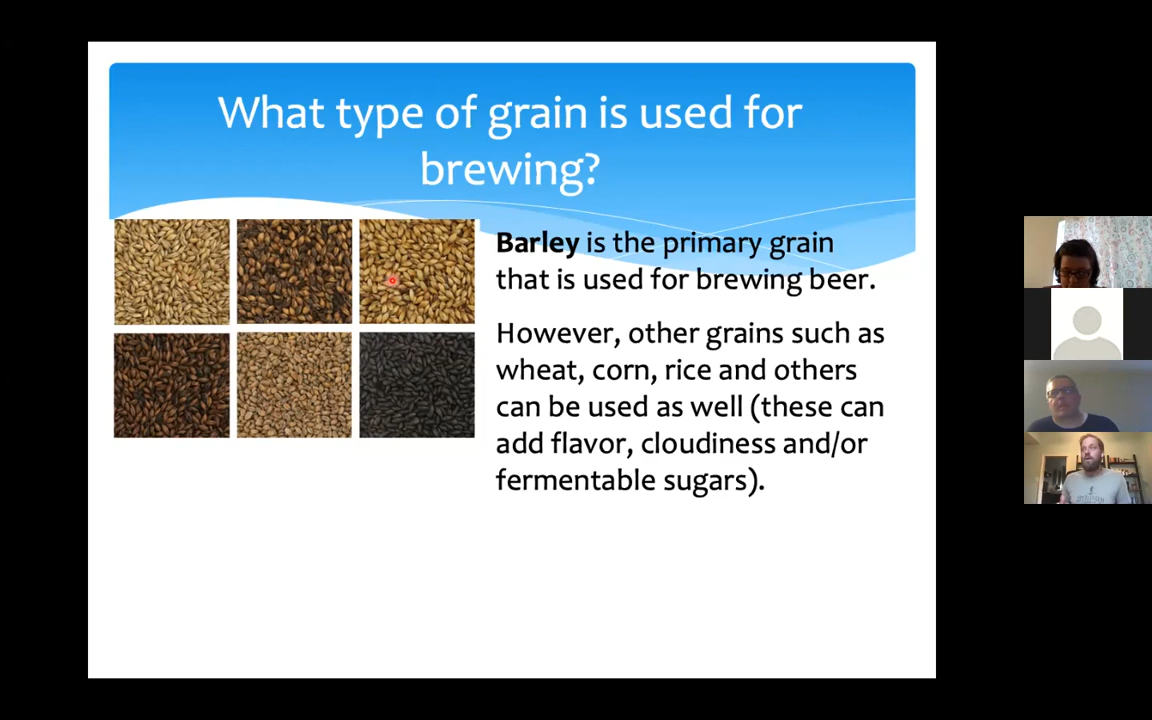 What type of grain is used for
brewing?
Barley is the primary grain
that is used for brewing beer.
However, other grains such as
wheat, corn, rice and others
can be used as well (these can
add flavor, cloudiness and/or
fermentable sugars).